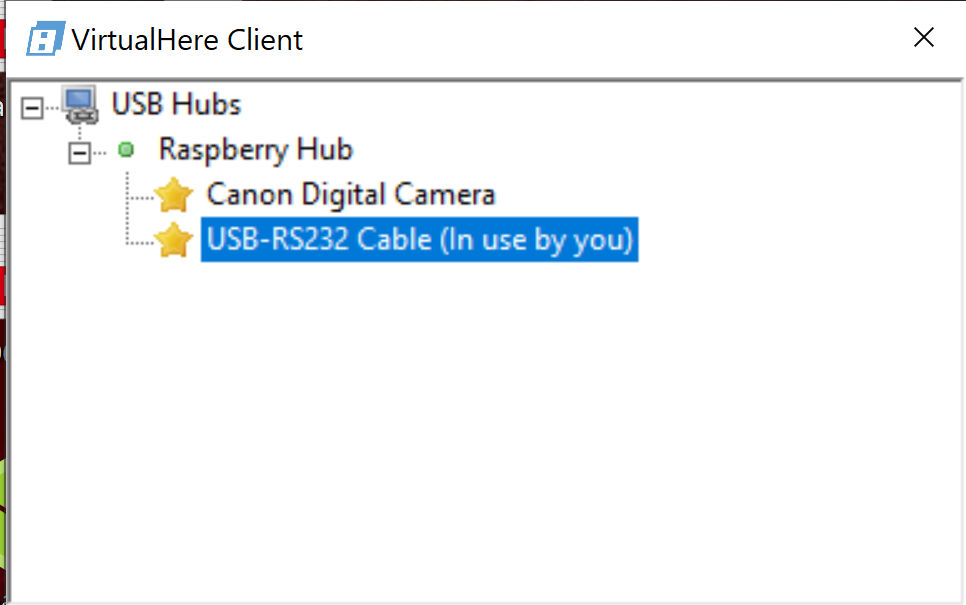 VirtualHere Client
USB Hubs
Raspberry Hub
Canon Digital Camera
USB-RS232 Cable (In use by you)